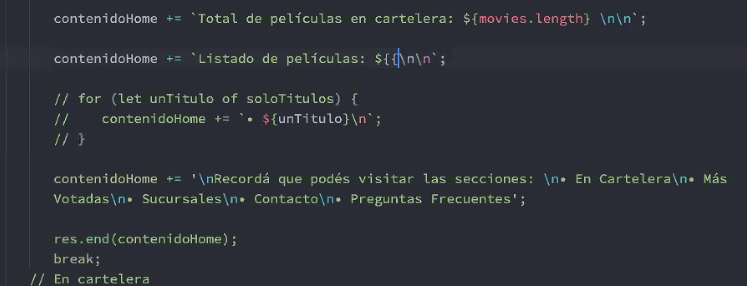 contenidoHome += `Total de películas en cartelera: ${movies.length} \n\n`;
contenidoHome += `Listado de películas: ${{\n\n`;
// for (let unTitulo of soloTitulos) {
//    contenidoHome += `• ${unTitulo}\n`;
// }
contenidoHome += '\nRecordá que podés visitar las secciones: \n• En Cartelera\n• Más
Votadas\n• Sucursales\n• Contacto\n• Preguntas Frecuentes';
res.end(contenidoHome);
break;
// En cartelera